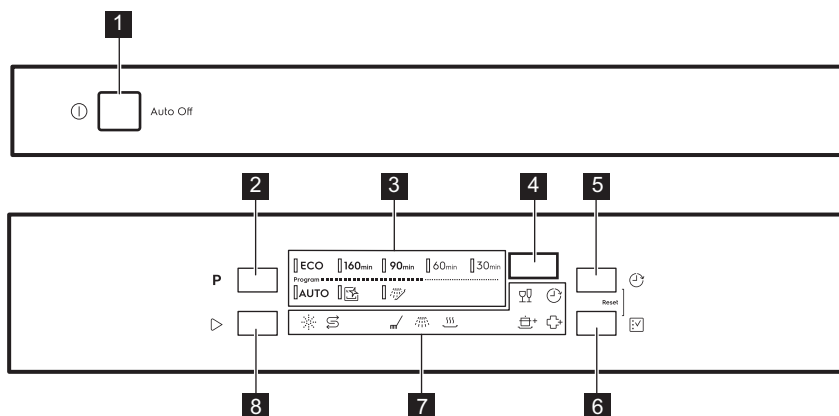 1
Auto Off
2 3 4 5
P
ECO 160min 90min 60min 30min
Program
AUTO
Reset
8 7 6